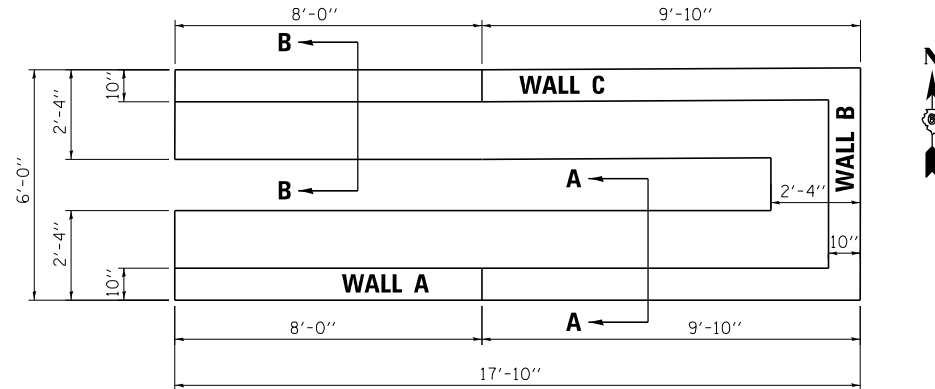 8'-0" 9'-10"
B
N
WALL C
10"
2'-4"
WALL B
6'-0"
B
A
2'-4"
2'-4"
10"
10"
WALL A
8'-0"
A
9'-10"
17'-10"